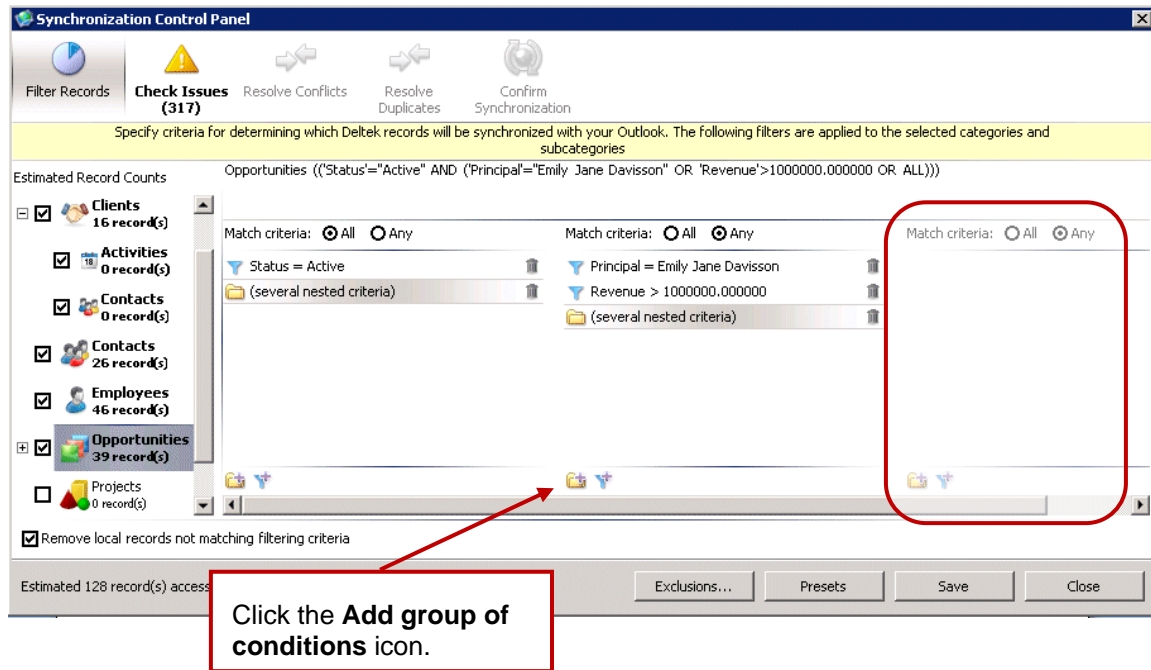 Synchronization Control Panel
Filter Records
Check Issues
(317)
Resolve Conflicts
Resolve
Duplicates
Confirm
Synchronization
Specify criteria for determining which Deltek records will be synchronized with your Outlook. The following filters are applied to the selected categories and
subcategories
Estimated Record Counts
Opportunities (('Status'="Active" AND ('Principal'="Emily Jane Davisson" OR 'Revenue'>1000000.000000 OR ALL)))
Clients
16 record(s)
18
Activities
0 record(s)
Contacts
0 record(s)
Contacts
26 record(s)
Employees
46 record(s)
Opportunities
39 record(s)
Projects
0 record(s)
Match criteria: All Any
Status = Active
(several nested criteria)
Match criteria: All Any
Principal = Emily Jane Davisson
Revenue > 1000000.000000
(several nested criteria)
Match criteria: All Any
Remove local records not matching filtering criteria
Estimated 128 record(s)
Exclusions...
Presets
Save
Close
Click the Add group of
conditions icon.